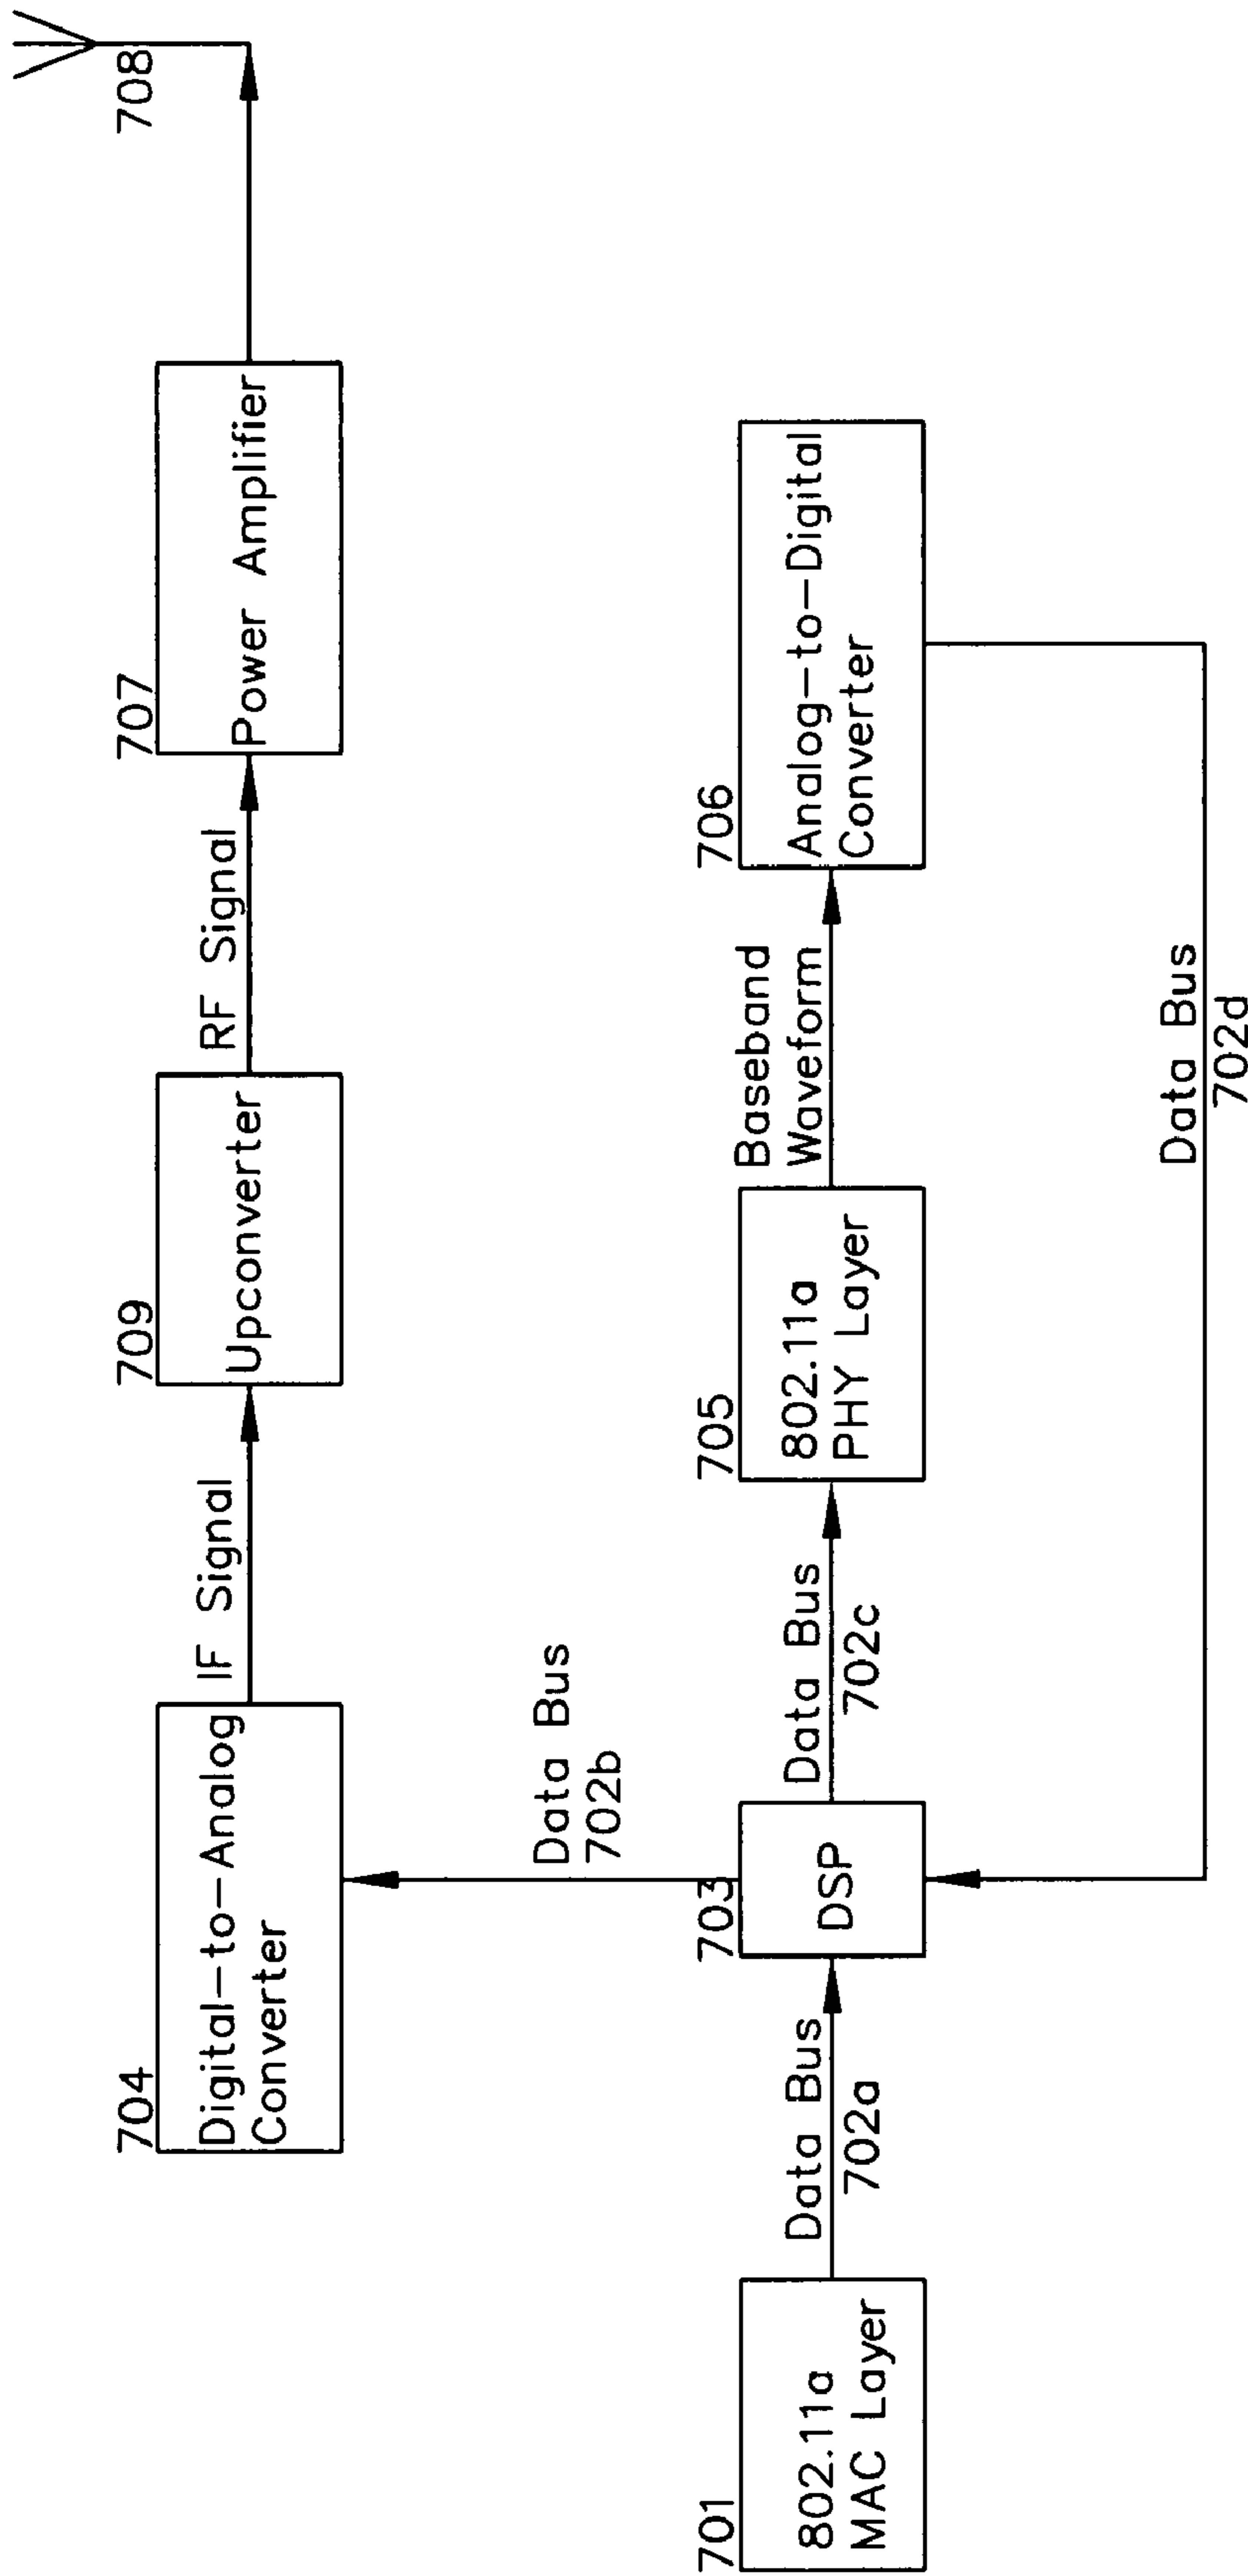 704
Digital-to-Analog
Converter
IF Signal
709
Upconverter
RF Signal
707
Power Amplifier
708
Data Bus
702b
701
802.11a
MAC Layer
Data Bus
702a
703
DSP
Data Bus
702c
705
802.11a
PHY Layer
Baseband
Waveform
706
Analog-to-Digital
Converter
Data Bus
702d